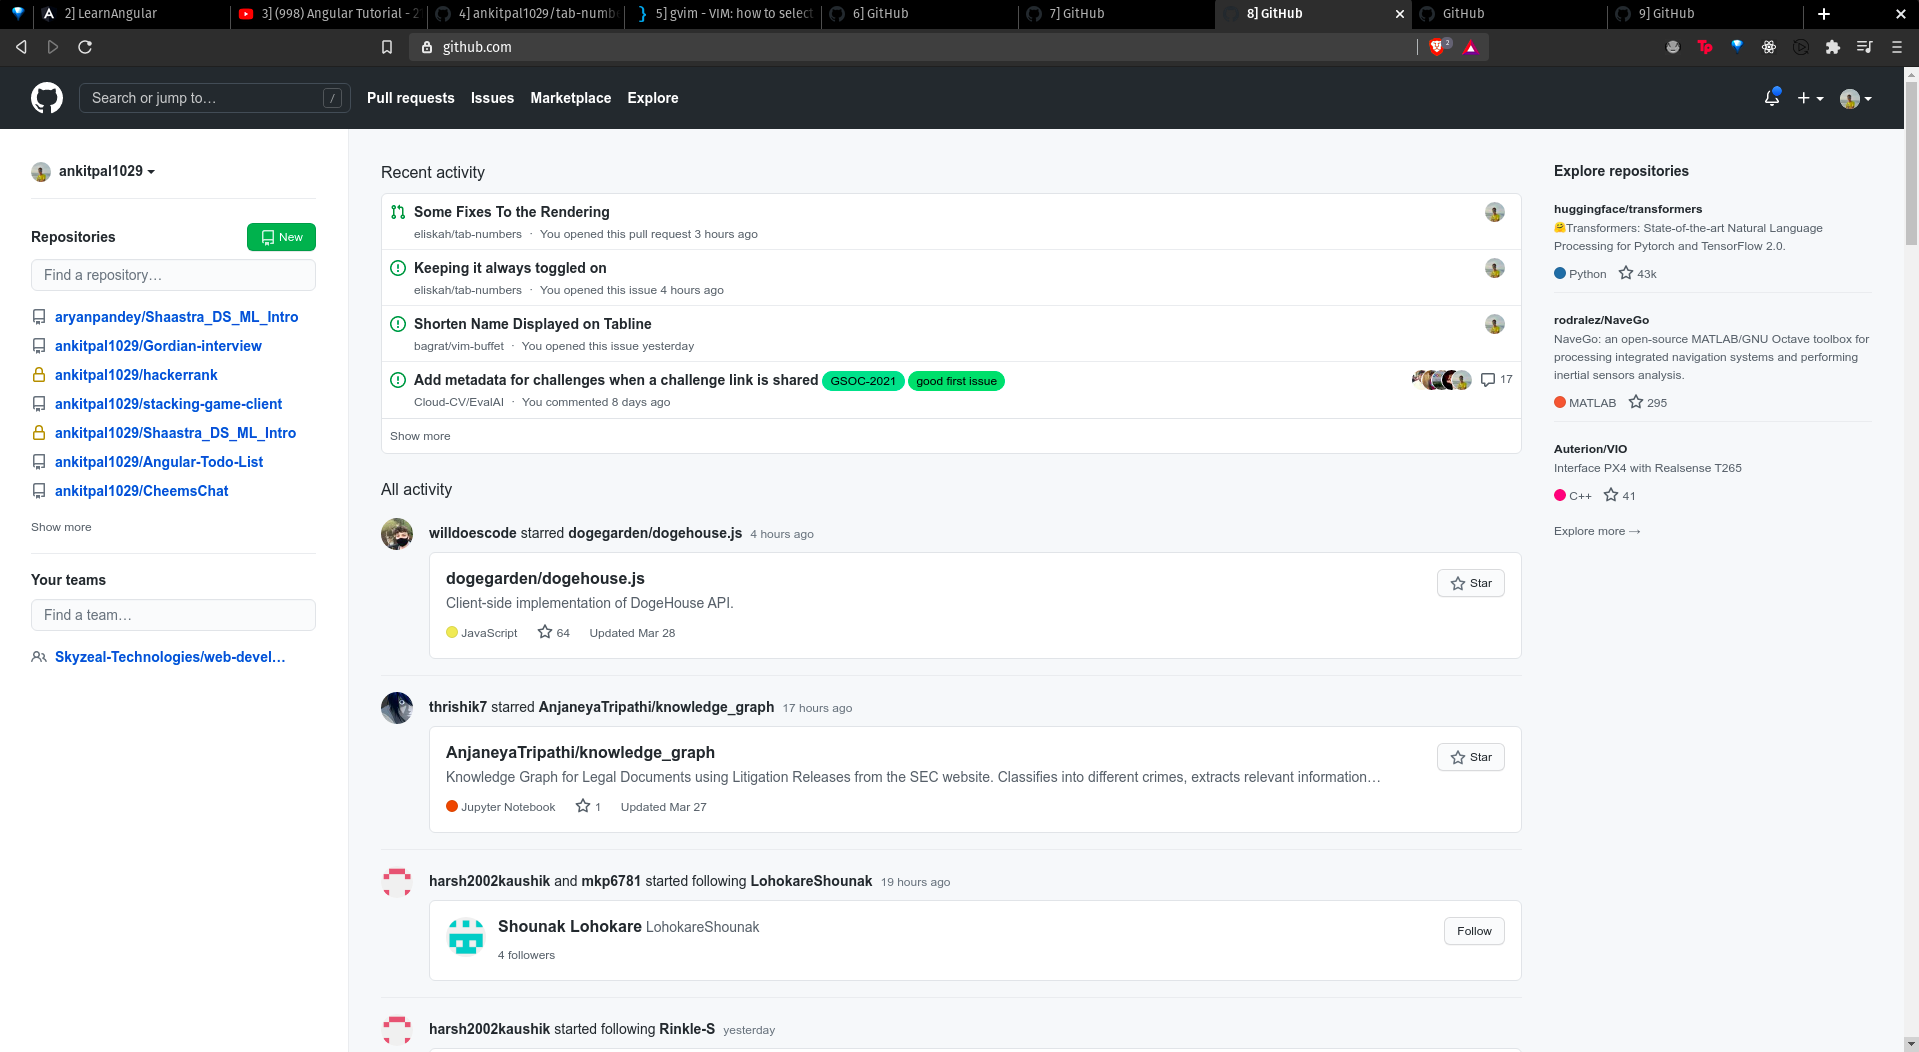 2] LearnAngular
3] (998) Angular Tutorial - 2
4] ankitpal1029/tab-numb
5] gvim - VIM: how to select
6] GitHub
7] GitHub
8] GitHub
GitHub
9] GitHub
github.com
2
Search or jump to…
/
Pull requests
Issues
Marketplace
Explore
ankitpal1029
Repositories
New
Find a repository…
aryanpandey/Shaastra_DS_ML_Intro
ankitpal1029/Gordian-interview
ankitpal1029/hackerrank
ankitpal1029/stacking-game-client
ankitpal1029/Shaastra_DS_ML_Intro
ankitpal1029/Angular-Todo-List
ankitpal1029/CheemsChat
Show more
Your teams
Find a team…
Skyzeal-Technologies/web-devel…
Recent activity
Some Fixes To the Rendering
eliskah/tab-numbers · You opened this pull request 3 hours ago
Keeping it always toggled on
eliskah/tab-numbers · You opened this issue 4 hours ago
Shorten Name Displayed on Tabline
bagrat/vim-buffet · You opened this issue yesterday
Add metadata for challenges when a challenge link is shared GSOC-2021 good first issue 17
Cloud-CV/EvalAI · You commented 8 days ago
Show more
All activity
willdoescode starred dogegarden/dogehouse.js 4 hours ago
dogegarden/dogehouse.js
Star
Client-side implementation of DogeHouse API.
JavaScript 64 Updated Mar 28
thrishik7 starred AnjaneyaTripathi/knowledge_graph 17 hours ago
AnjaneyaTripathi/knowledge_graph
Star
Knowledge Graph for Legal Documents using Litigation Releases from the SEC website. Classifies into different crimes, extracts relevant information…
Jupyter Notebook 1 Updated Mar 27
harsh2002kaushik and mkp6781 started following LohokareShounak 19 hours ago
Shounak Lohokare LohokareShounak
Follow
4 followers
harsh2002kaushik started following Rinkle-S yesterday
Explore repositories
huggingface/transformers
🤗Transformers: State-of-the-art Natural Language
Processing for Pytorch and TensorFlow 2.0.
Python 43k
rodralez/NaveGo
NaveGo: an open-source MATLAB/GNU Octave toolbox for
processing integrated navigation systems and performing
inertial sensors analysis.
MATLAB 295
Auterion/VIO
Interface PX4 with Realsense T265
C++ 41
Explore more →